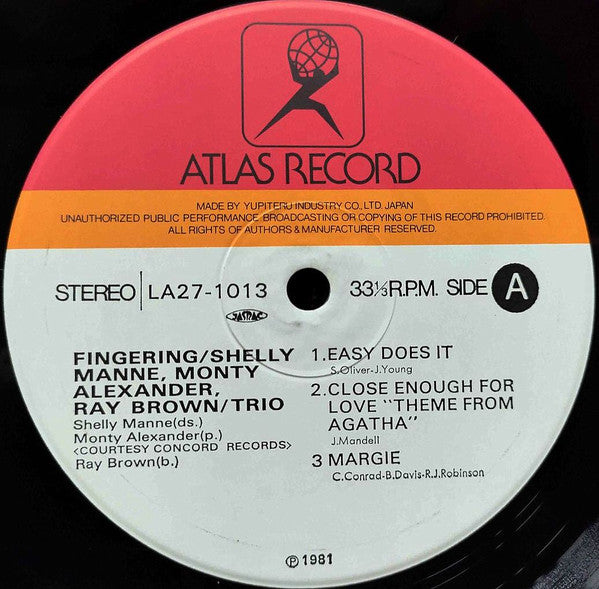 ATLAS RECORD
MADE BY YUPITERU INDUSTRY CO., LTD. JAPAN
UNAUTHORIZED PUBLIC PERFORMANCE BROADCASTING OR COPYING OF THIS RECORD PROHIBITED.
ALL RIGHTS OF AUTHORS & MANUFACTURER RESERVED.
STEREO LA27-1013
JASRAC
33⅓ R.P.M. SIDE A
FINGERING/SHELLY
MANNE, MONTY
ALEXANDER,
RAY BROWN/TRIO
Shelly Manne(ds.)
Monty Alexander(p.)
<COURTESY CONCORD RECORDS>
Ray Brown(b.)
1.EASY DOES IT
S.Oliver-J.Young
2.CLOSE ENOUGH FOR
LOVE "THEME FROM
AGATHA"
J.Mandell
3 MARGIE
C.Conrad-B.Davis-R.J.Robinson
℗1981